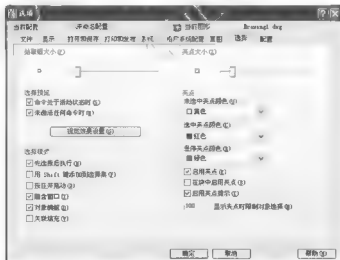 选项
当前配置 未命名配置 当前图形 Drawing1.dwg
文件 显示 打开和保存 打印和发布 系统 用户系统配置 草图 选择 配置
拾取框大小(P)
夹点大小(Z)
选择预览
命令处于活动状态时(S)
未激活任何命令时(W)
视觉效果设置(G)
选择模式
先选择后执行(N)
用 Shift 键添加到选择集(F)
按住并拖动(D)
隐含窗口(I)
对象编组(O)
关联填充(V)
夹点
未选中夹点颜色(U)
蓝色
选中夹点颜色(C)
红色
悬停夹点颜色(R)
绿色
启用夹点(E)
在块中启用夹点(B)
启用夹点提示(T)
100 显示夹点时限制对象选择(M)
确定 取消 帮助(H)